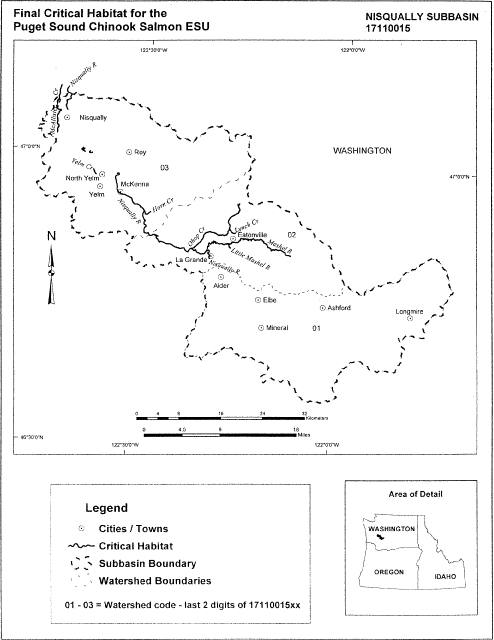 Final Critical Habitat for the
Puget Sound Chinook Salmon ESU
NISQUALLY SUBBASIN
17110015
122°30'0"W
122°0'0"W
Nisqually R
McAllister Cr
Nisqually
47°0'0"N
Roy
03
WASHINGTON
47°0'0"N
Yelm Cr
North Yelm
McKenna
Yelm
Horn Cr
Nisqually R
N
Ohop Cr
Lynch Cr
02
Eatonville
Mashel R
La Grande
Little Mashel R
Nisqually R
Alder
Elbe
Ashford
Longmire
Mineral
01
0 4 8 16 24 32
Kilometers
0 4.5 9 18
Miles
46°30'0"N
122°30'0"W
122°0'0"W
Legend
Cities / Towns
Critical Habitat
Subbasin Boundary
Watershed Boundaries
01 - 03 = Watershed code - last 2 digits of 17110015xx
Area of Detail
WASHINGTON
OREGON
IDAHO